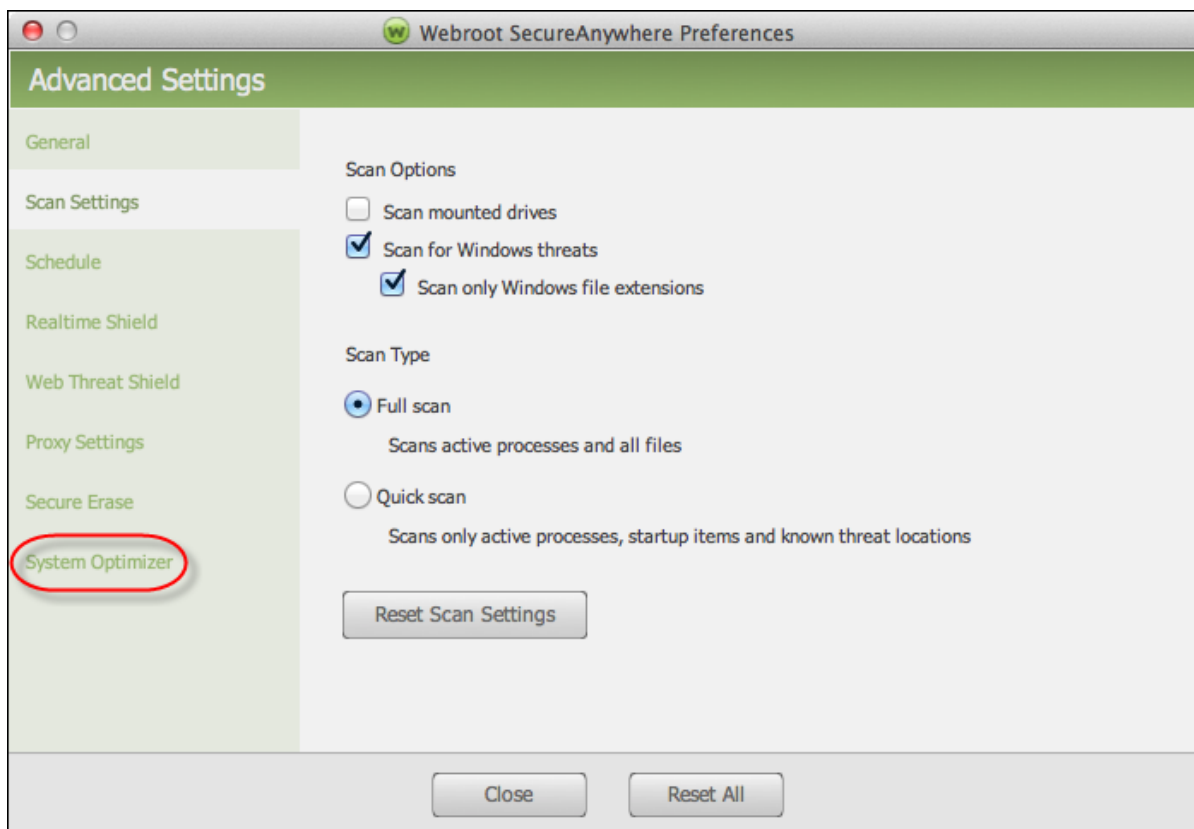 Webroot SecureAnywhere Preferences
Advanced Settings
General
Scan Settings
Schedule
Realtime Shield
Web Threat Shield
Proxy Settings
Secure Erase
System Optimizer
Scan Options
Scan mounted drives
Scan for Windows threats
Scan only Windows file extensions
Scan Type
Full scan
Scans active processes and all files
Quick scan
Scans only active processes, startup items and known threat locations
Reset Scan Settings
Close
Reset All